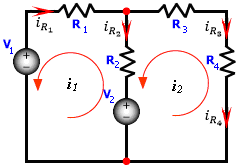 iR₁
R₁
iR₂
R₃
iR₃
V₁
+
−
i₁
R₂
i₂
R₄
V₂
+
−
iR₄